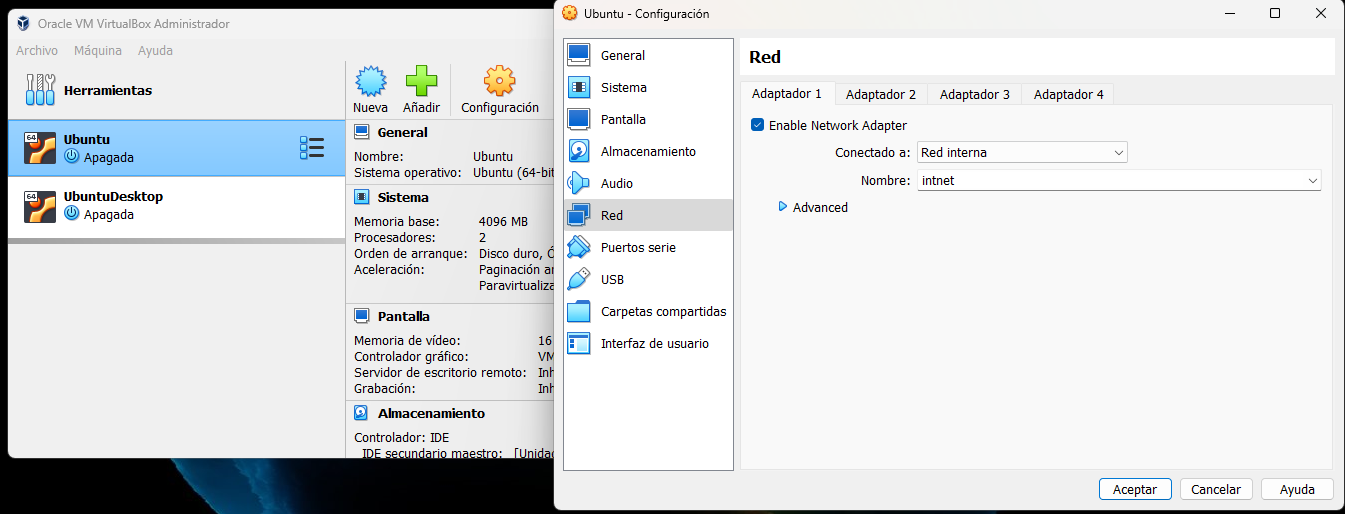 Oracle VM VirtualBox Administrador
Archivo Máquina Ayuda
Herramientas
64
Ubuntu
Apagada
64
UbuntuDesktop
Apagada
Nueva Añadir Configuración
General
Nombre: Ubuntu
Sistema operativo: Ubuntu (64-bit
Sistema
Memoria base: 4096 MB
Procesadores: 2
Orden de arranque: Disco duro, Ó
Aceleración: Paginación an
Paravirtualiza
Pantalla
Memoria de vídeo: 16
Controlador gráfico: VM
Servidor de escritorio remoto: Inh
Grabación: Inh
Almacenamiento
Controlador: IDE
IDE secundario maestro: [Unidad
Ubuntu - Configuración
General
Sistema
Pantalla
Almacenamiento
Audio
Red
Puertos serie
USB
Carpetas compartidas
Interfaz de usuario
Red
Adaptador 1 Adaptador 2 Adaptador 3 Adaptador 4
Enable Network Adapter
Conectado a: Red interna
Nombre: intnet
Advanced
Aceptar Cancelar Ayuda